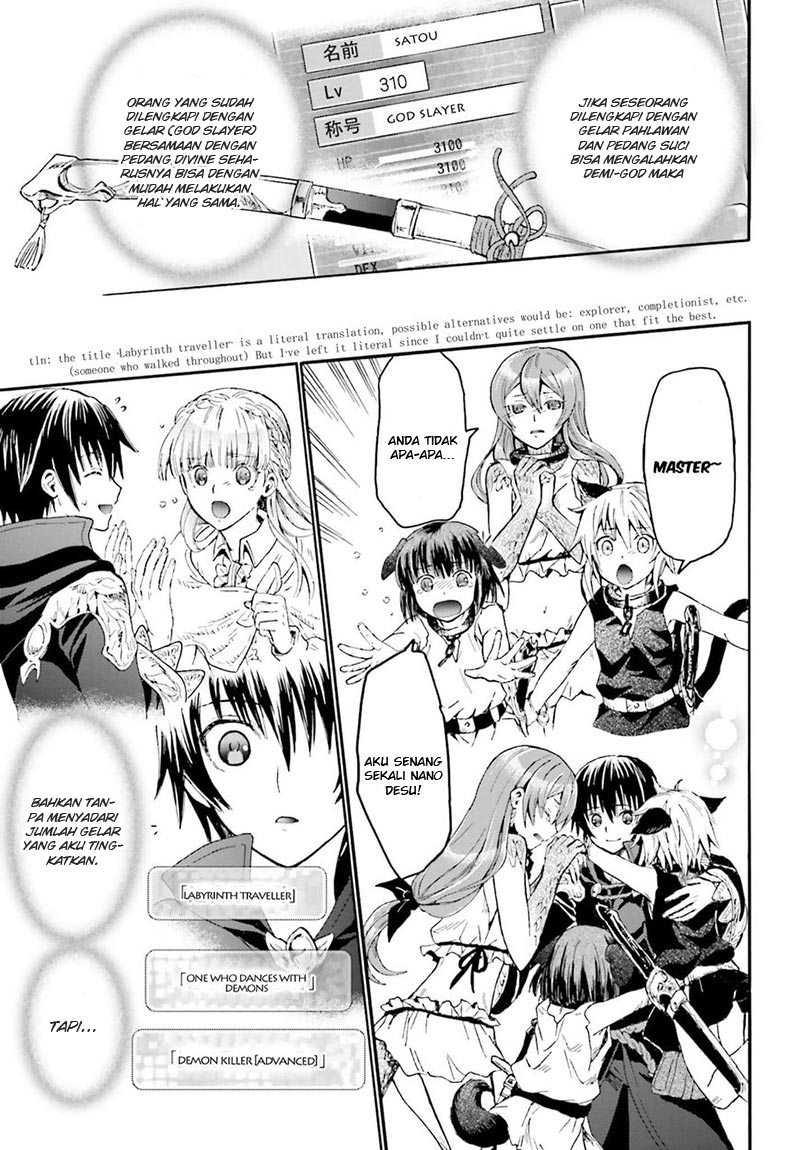 JIKA SESEORANG
DILENGKAPI DENGAN
GELAR PAHLAWAN
DAN PEDANG SUCI
BISA MENGALAHKAN
DEMI-GOD MAKA
名前 SATOU
Lv 310
称号 GOD SLAYER
HP 3100
3100
310
DEX
ORANG YANG SUDAH
DILENGKAPI DENGAN
GELAR (GOD SLAYER)
BERSAMAAN DENGAN
PEDANG DIVINE SEHA-
RUSNYA BISA DENGAN
MUDAH MELAKUKAN
HAL YANG SAMA.
tln: the title "Labyrinth traveller" is a literal translation, possible alternatives would be: explorer, completionist, etc.
(someone who walked throughout) But I've left it literal since I couldn't quite settle on one that fit the best.
MASTER~
ANDA TIDAK
APA-APA...
AKU SENANG
SEKALI NANO
DESU!
BAHKAN TAN-
PA MENYADARI
JUMLAH GELAR
YANG AKU TING-
KATKAN.
「LABYRINTH TRAVELLER」
「ONE WHO DANCES WITH
DEMONS」
「DEMON KILLER [ADVANCED]」
TAPI...